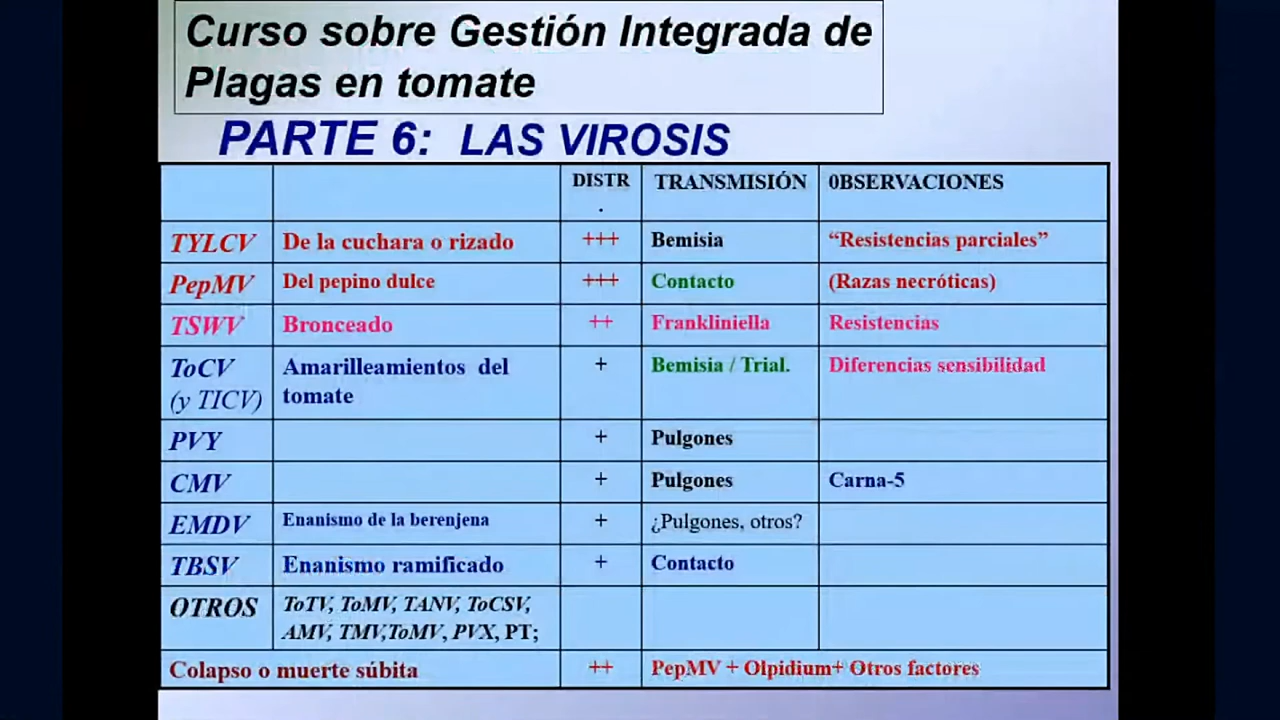 Curso sobre Gestión Integrada de
Plagas en tomate
PARTE 6: LAS VIROSIS
DISTR
.
TRANSMISIÓN
0BSERVACIONES
TYLCV De la cuchara o rizado +++ Bemisia “Resistencias parciales”
PepMV Del pepino dulce +++ Contacto (Razas necróticas)
TSWV Bronceado ++ Frankliniella Resistencias
ToCV Amarilleamientos del + Bemisia / Trial. Diferencias sensibilidad
(y TICV) tomate
PVY + Pulgones
CMV + Pulgones Carna-5
EMDV Enanismo de la berenjena + ¿Pulgones, otros?
TBSV Enanismo ramificado + Contacto
OTROS ToTV, ToMV, TANV, ToCSV,
AMV, TMV,ToMV, PVX, PT;
Colapso o muerte súbita ++ PepMV + Olpidium+ Otros factores